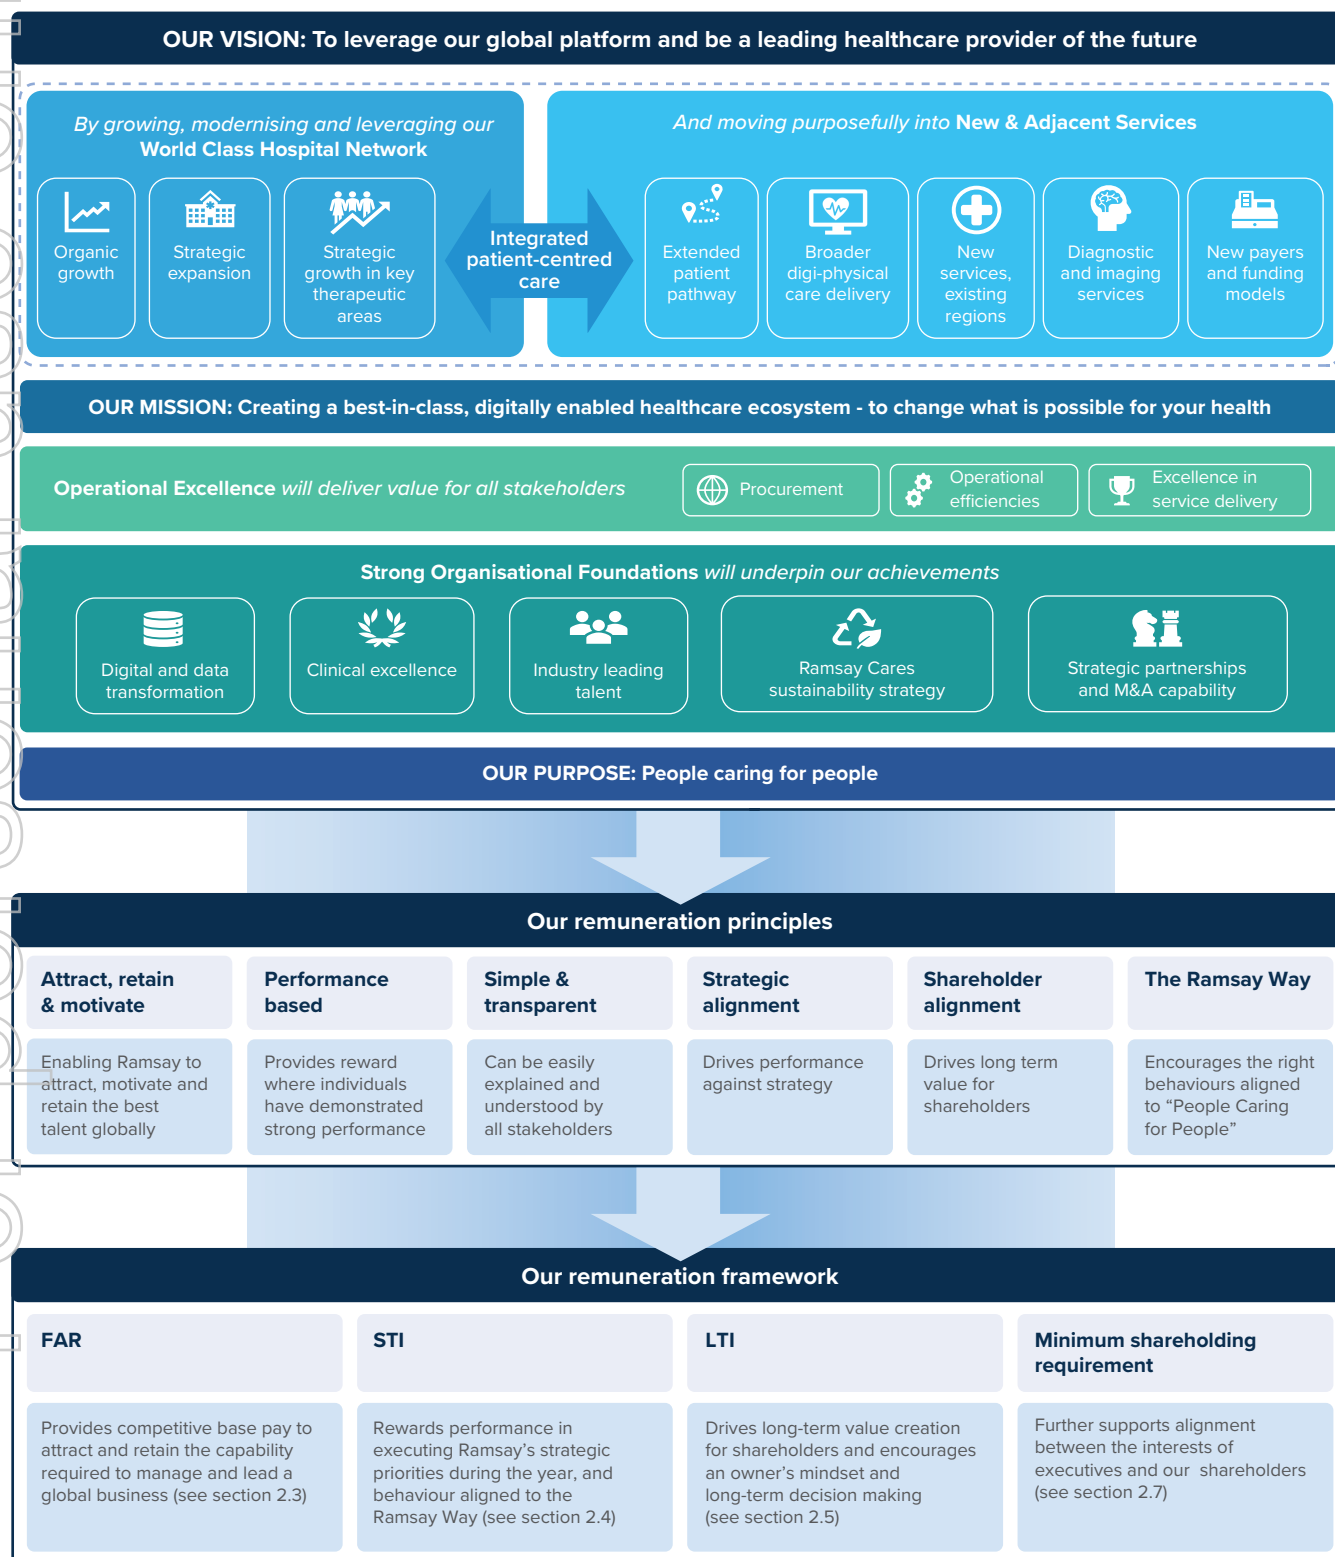 OUR VISION: To leverage our global platform and be a leading healthcare provider of the future
By growing, modernising and leveraging our
World Class Hospital Network
Organic
growth
Strategic
expansion
Strategic
growth in key
therapeutic
areas
Integrated
patient-centred
care
And moving purposefully into New & Adjacent Services
Extended
patient
pathway
Broader
digi-physical
care delivery
New
services,
existing
regions
Diagnostic
and imaging
services
New payers
and funding
models
OUR MISSION: Creating a best-in-class, digitally enabled healthcare ecosystem - to change what is possible for your health
Operational Excellence will deliver value for all stakeholders
Procurement
Operational
efficiencies
Excellence in
service delivery
Strong Organisational Foundations will underpin our achievements
Digital and data
transformation
Clinical excellence
Industry leading
talent
Ramsay Cares
sustainability strategy
Strategic partnerships
and M&A capability
OUR PURPOSE: People caring for people
Our remuneration principles
Attract, retain
& motivate
Enabling Ramsay to
attract, motivate and
retain the best
talent globally
Performance
based
Provides reward
where individuals
have demonstrated
strong performance
Simple &
transparent
Can be easily
explained and
understood by
all stakeholders
Strategic
alignment
Drives performance
against strategy
Shareholder
alignment
Drives long term
value for
shareholders
The Ramsay Way
Encourages the right
behaviours aligned
to “People Caring
for People”
Our remuneration framework
FAR
Provides competitive base pay to
attract and retain the capability
required to manage and lead a
global business (see section 2.3)
STI
Rewards performance in
executing Ramsay’s strategic
priorities during the year, and
behaviour aligned to the
Ramsay Way (see section 2.4)
LTI
Drives long-term value creation
for shareholders and encourages
an owner’s mindset and
long-term decision making
(see section 2.5)
Minimum shareholding
requirement
Further supports alignment
between the interests of
executives and our shareholders
(see section 2.7)